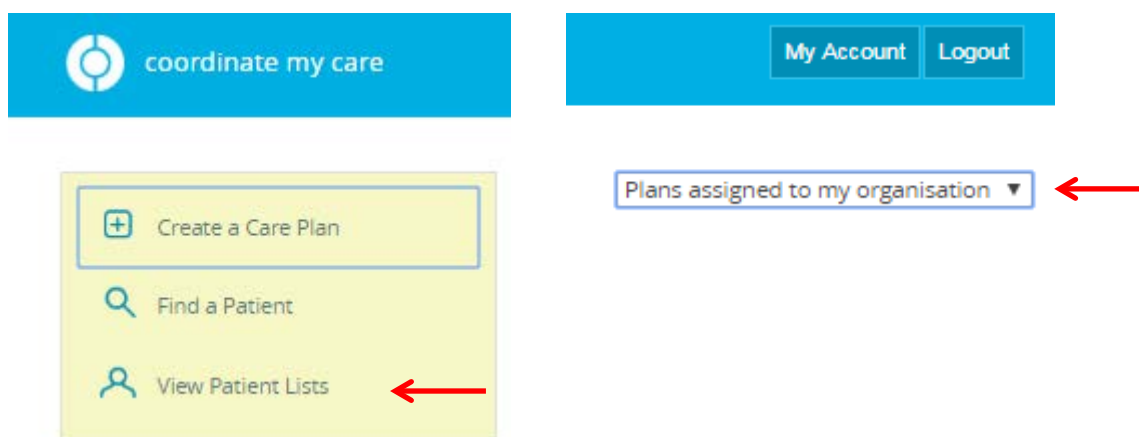 coordinate my care
My Account
Logout
Plans assigned to my organisation
Create a Care Plan
Find a Patient
View Patient Lists